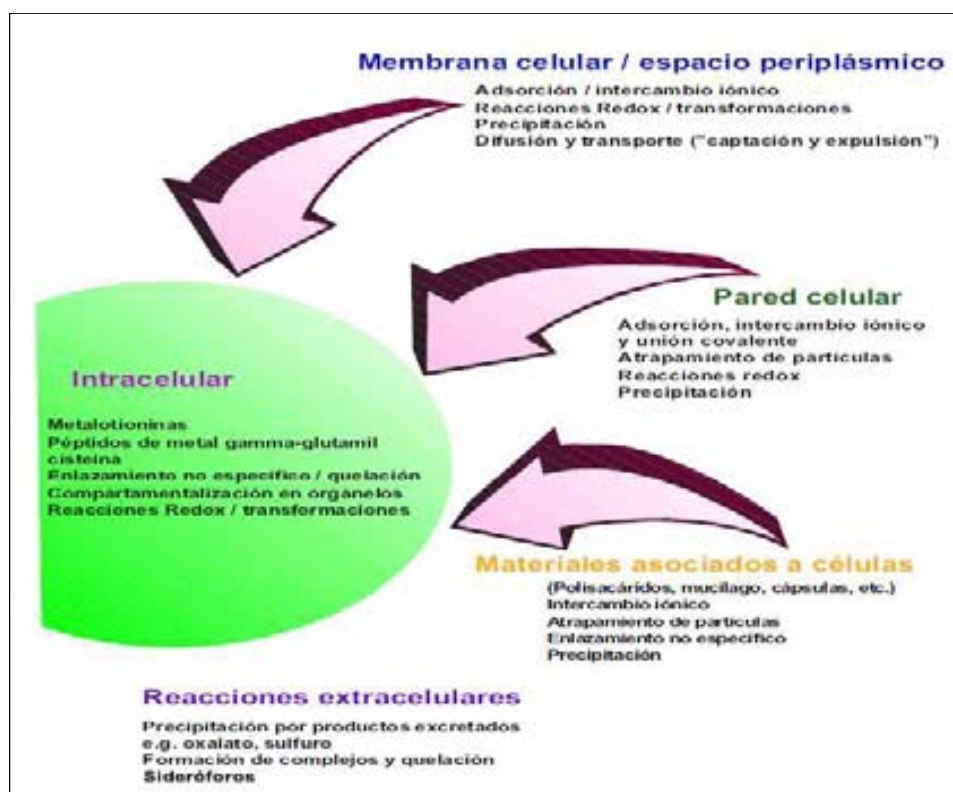 Membrana celular / espacio periplásmico
Adsorción / intercambio iónico
Reacciones Redox / transformaciones
Precipitación
Difusión y transporte ("captación y expulsión")
Pared celular
Adsorción, intercambio iónico
y unión covalente
Atrapamiento de partículas
Reacciones redox
Precipitación
Intracelular
Metalotioninas
Péptidos de metal gamma-glutamil
cisteína
Enlazamiento no específico / quelación
Compartamentalización en organelos
Reacciones Redox / transformaciones
Materiales asociados a células
(Polisacáridos, mucílago, cápsulas, etc.)
Intercambio iónico
Atrapamiento de partículas
Enlazamiento no específico
Precipitación
Reacciones extracelulares
Precipitación por productos excretados
e.g. oxalato, sulfuro
Formación de complejos y quelación
Sideróforos